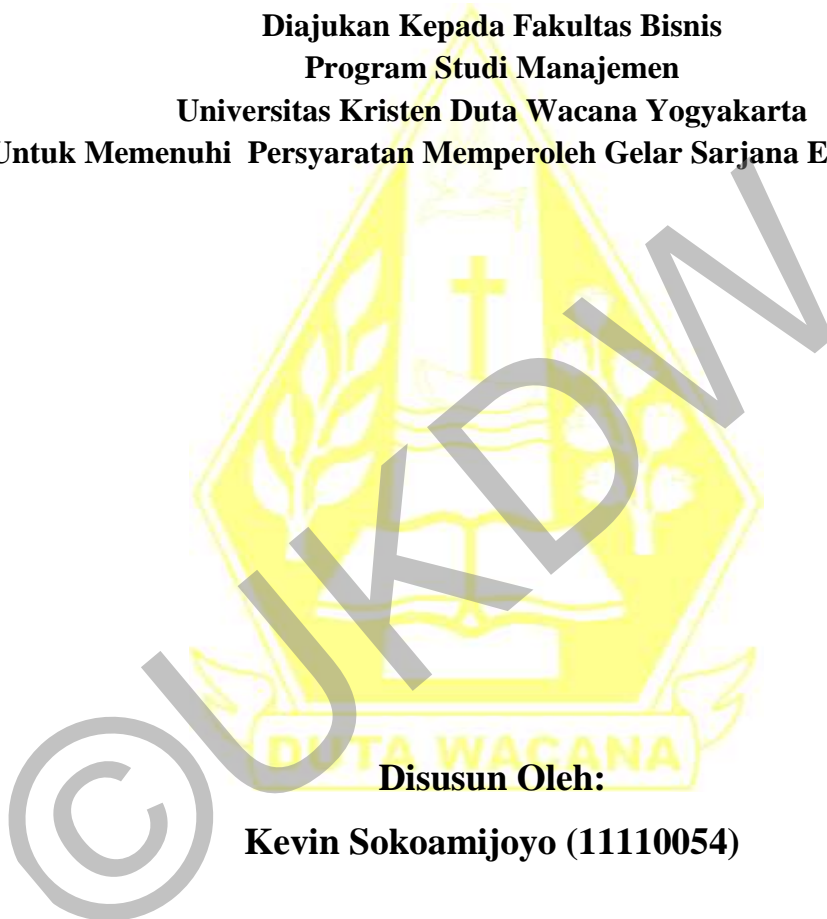 Diajukan Kepada Fakultas Bisnis
Program Studi Manajemen
Universitas Kristen Duta Wacana Yogyakarta
Untuk Memenuhi Persyaratan Memperoleh Gelar Sarjana
DUTA WACANA
Disusun Oleh:
Kevin Sokoamijoyo (11110054)
©UKDW